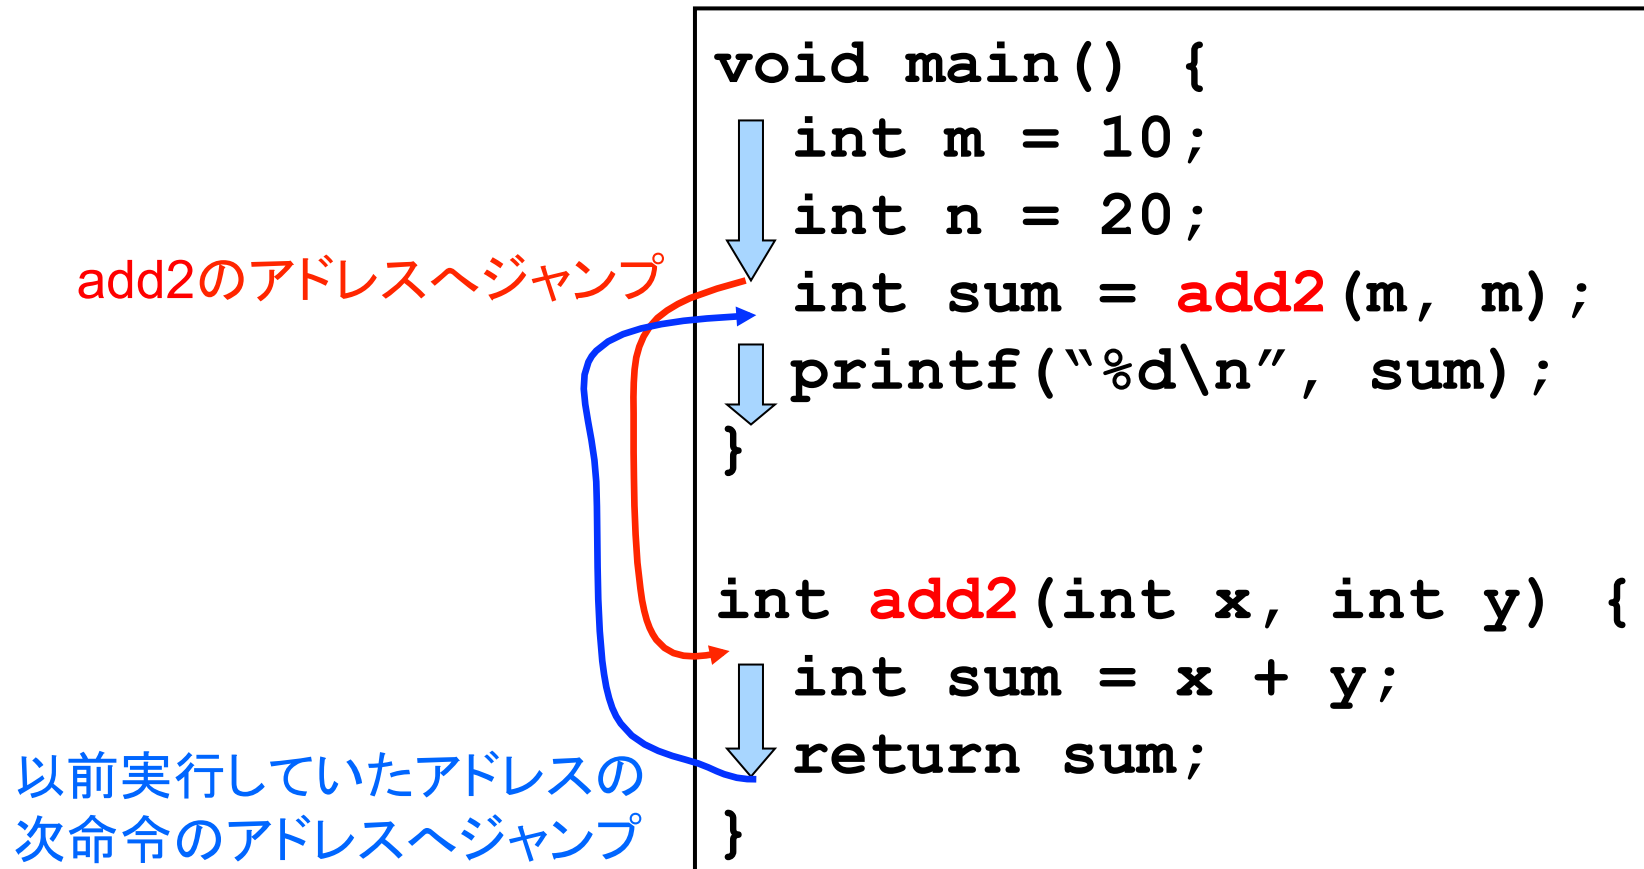 void main() {
int m = 10;
int n = 20;
add2のアドレスへジャンプ
int sum = add2(m, m);
printf(“%d\n”, sum);
}
int add2(int x, int y) {
int sum = x + y;
return sum;
以前実行していたアドレスの
次命令のアドレスへジャンプ
}